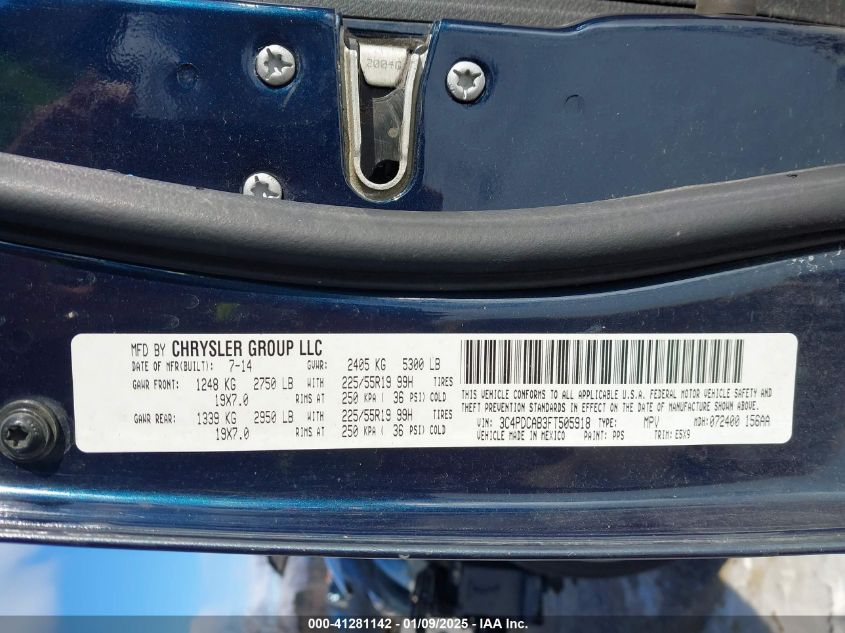 2004G
MFD BY CHRYSLER GROUP LLC
DATE OF MFR(BUILT): 7-14 GVWR: 2405 KG 5300 LB
GAWR FRONT: 1248 KG 2750 LB WITH 225/55R19 99H TIRES
19X7.0 RIMS AT 250 KPA ( 36 PSI) COLD
GAWR REAR: 1339 KG 2950 LB WITH 225/55R19 99H TIRES
19X7.0 RIMS AT 250 KPA ( 36 PSI) COLD
THIS VEHICLE CONFORMS TO ALL APPLICABLE U.S.A. FEDERAL MOTOR VEHICLE SAFETY AND
THEFT PREVENTION STANDARDS IN EFFECT ON THE DATE OF MANUFACTURE SHOWN ABOVE.
VIN: 3C4PDCAB3FT505918 TYPE: MPV MDH: 072400 156AA
VEHICLE MADE IN MEXICO PAINT: PPS TRIM: E5X9
000-41281142 - 01/09/2025 - IAA Inc.